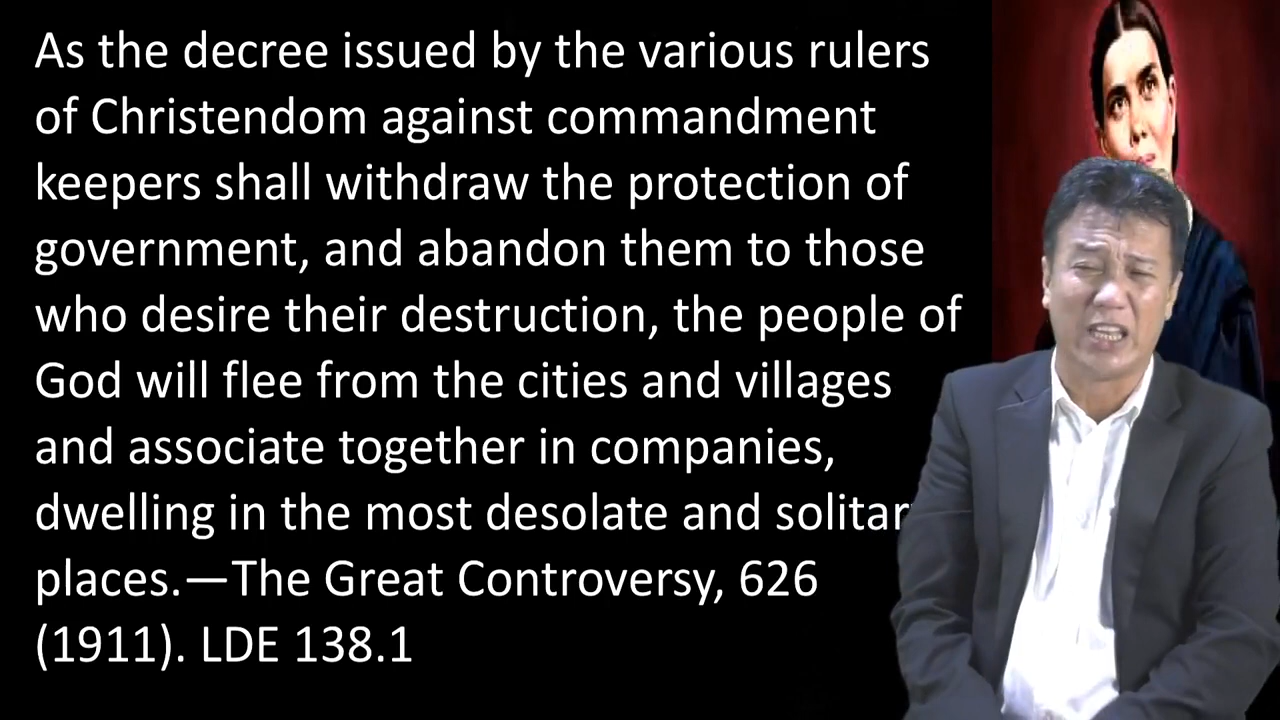 As the decree issued by the various rulers
of Christendom against commandment
keepers shall withdraw the protection of
government, and abandon them to those
who desire their destruction, the people of
God will flee from the cities and villages
and associate together in companies,
dwelling in the most desolate and solitar
places.—The Great Controversy, 626
(1911). LDE 138.1